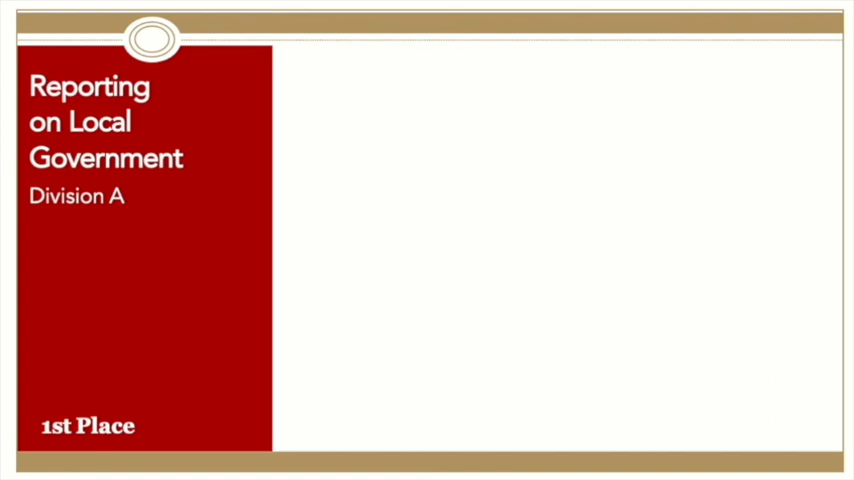 Reporting
on Local
Government
Division A
1st Place